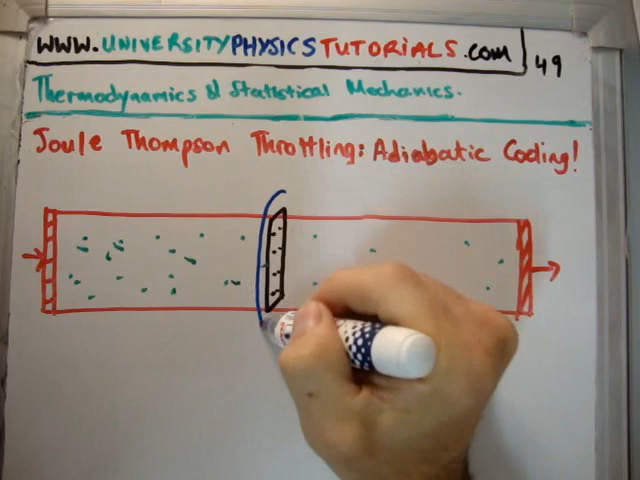 WWW.UNIVERSITYPHYSICSTUTORIALS.COM 49
Thermodynamics & Statistical Mechanics.
Joule Thompson Throttling: Adiabatic Cooling!